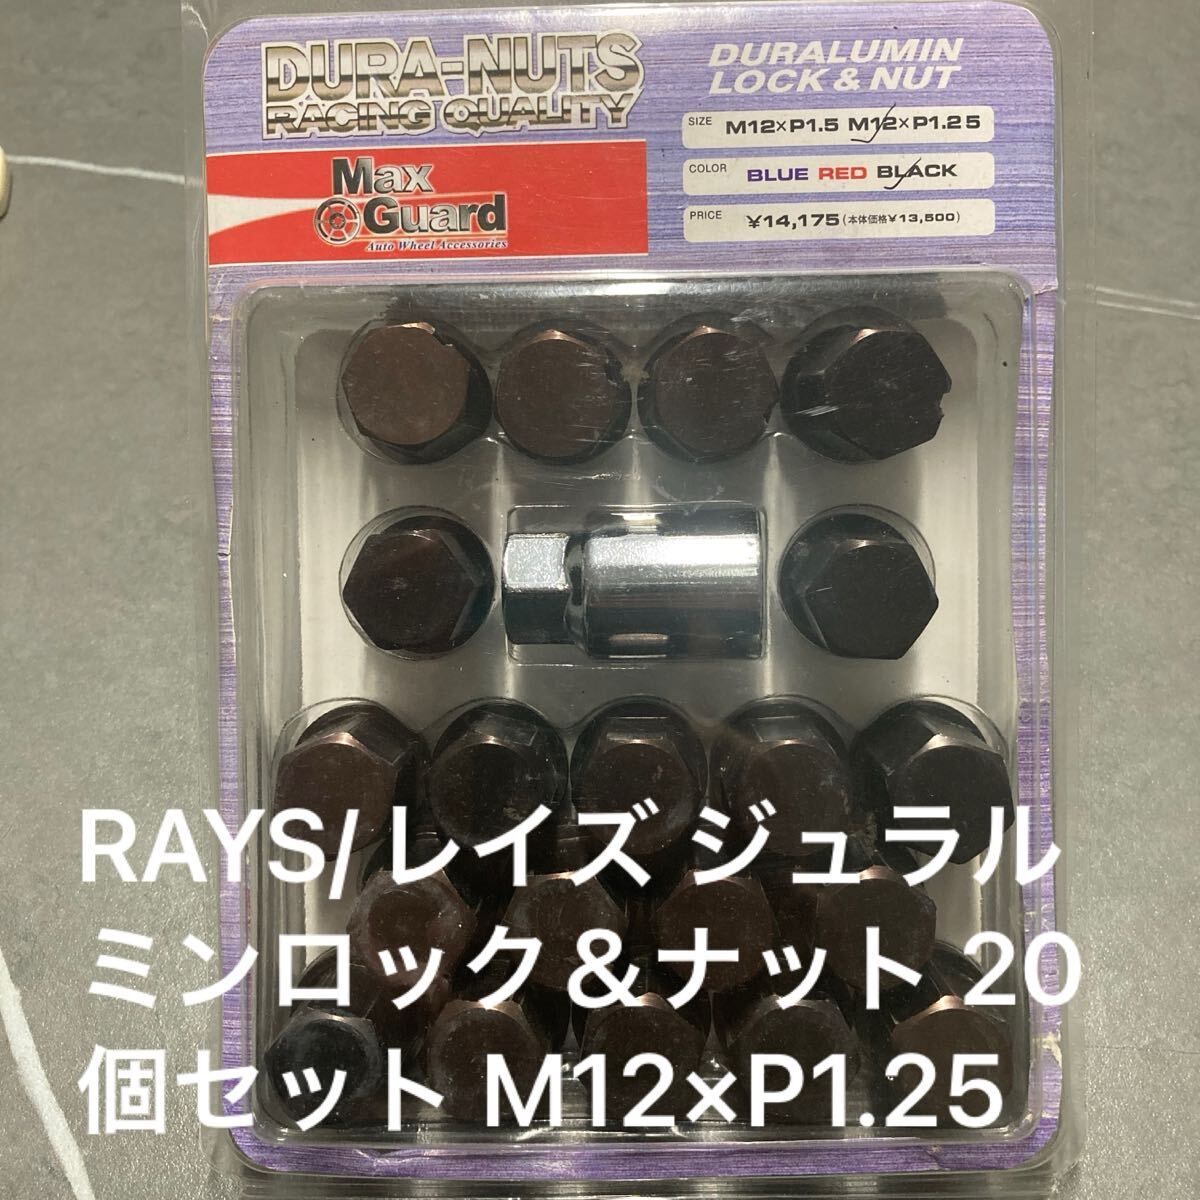 DURA-NUTS
RACING QUALITY
DURALUMIN
LOCK & NUT
SIZE M12×P1.5 M12×P1.25
COLOR BLUE RED BLACK
PRICE ¥14,175(本体価格¥13,500)
Max
Guard
Auto Wheel Accessories
RAYS/レイズ ジュラル
ミンロック&ナット 20
個セット M12×P1.25